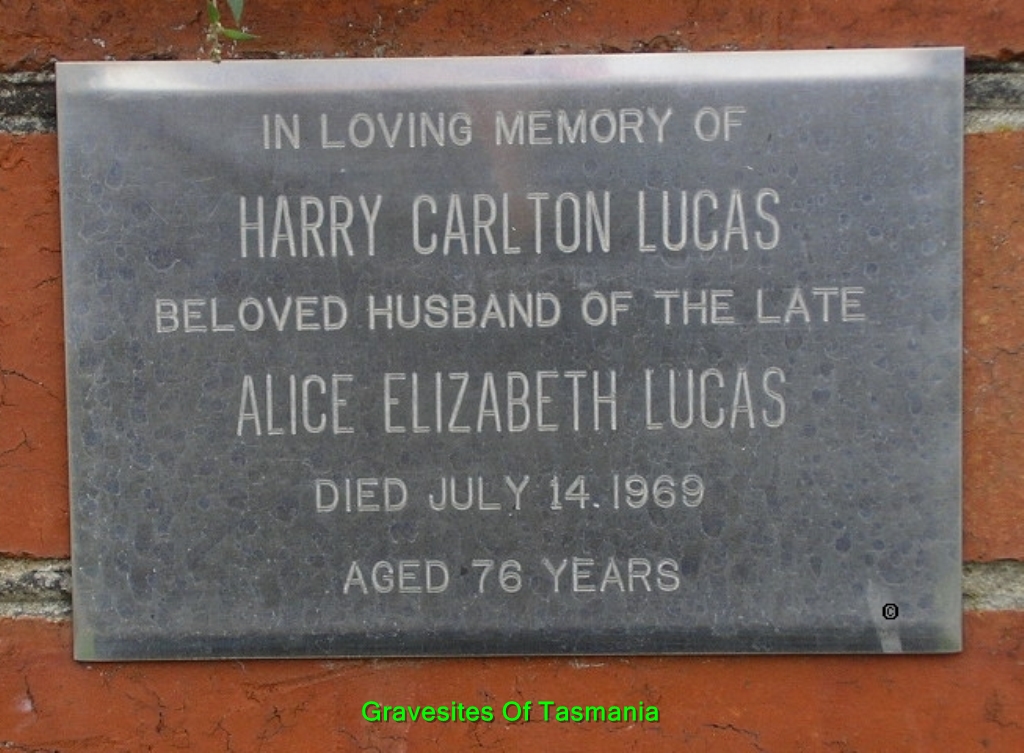 IN LOVING MEMORY OF
HARRY CARLTON LUCAS
BELOVED HUSBAND OF THE LATE
ALICE ELIZABETH LUCAS
DIED JULY 14. 1969
AGED 76 YEARS
©
Gravesites Of Tasmania